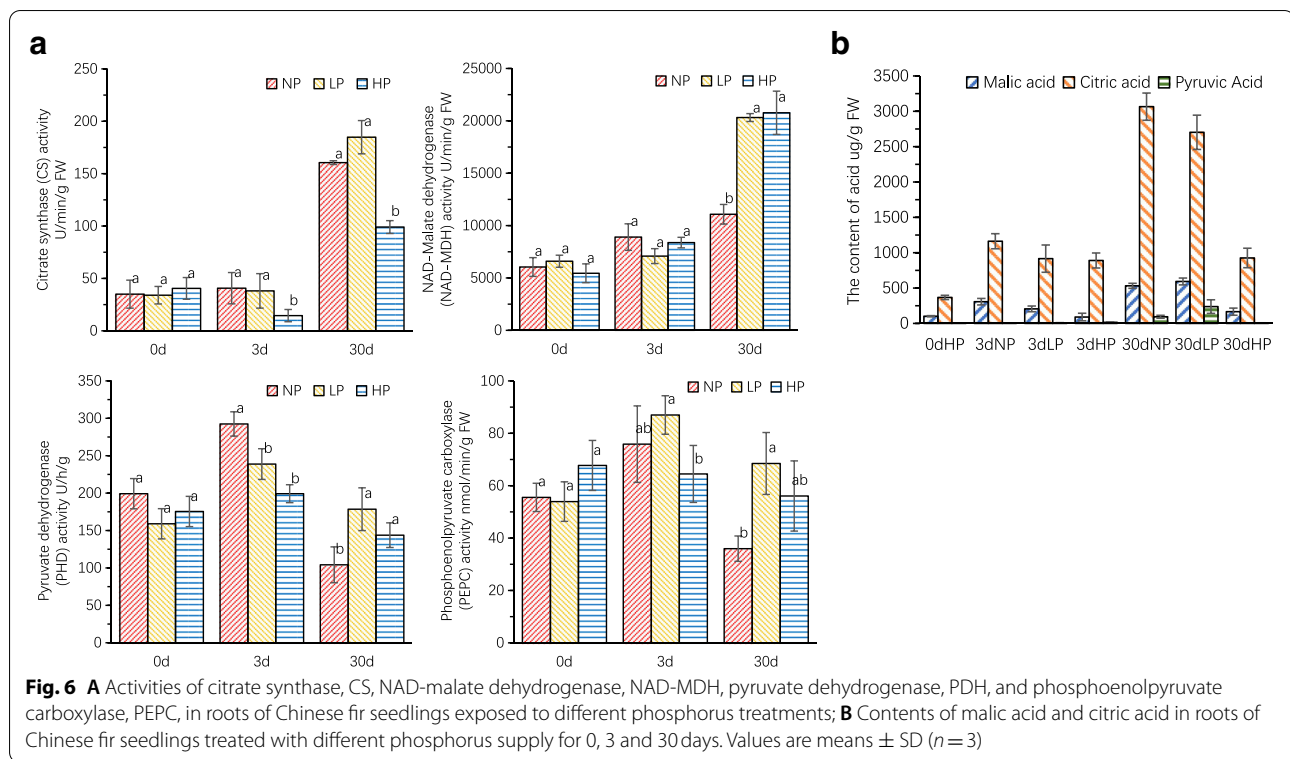 a
NP LP HP
250
200
150
100
50
0
Citrate synthase (CS) activity
U/min/g FW
a a a
a a b
a a b
0d 3d 30d
NP LP HP
25000
20000
15000
10000
5000
0
NAD-Malate dehydrogenase
(NAD-MDH) activity U/min/g FW
a a a
a a a
b a a
0d 3d 30d
b
Malic acid Citric acid Pyruvic Acid
3500
3000
2500
2000
1500
1000
500
0
The content of acid ug/g FW
0dHP 3dNP 3dLP 3dHP 30dNP 30dLP 30dHP
NP LP HP
350
300
250
200
150
100
50
0
Pyruvate dehydrogenase
(PHD) activity U/h/g
a a a
a b b
b a a
0d 3d 30d
NP LP HP
100
80
60
40
20
0
Phosphoenolpyruvate carboxylase
(PEPC) activity nmol/min/g FW
a a a
ab a b
b a ab
0d 3d 30d
Fig. 6 A Activities of citrate synthase, CS, NAD-malate dehydrogenase, NAD-MDH, pyruvate dehydrogenase, PDH, and phosphoenolpyruvate
carboxylase, PEPC, in roots of Chinese fir seedlings exposed to different phosphorus treatments; B Contents of malic acid and citric acid in roots of
Chinese fir seedlings treated with different phosphorus supply for 0, 3 and 30 days. Values are means ± SD (n = 3)